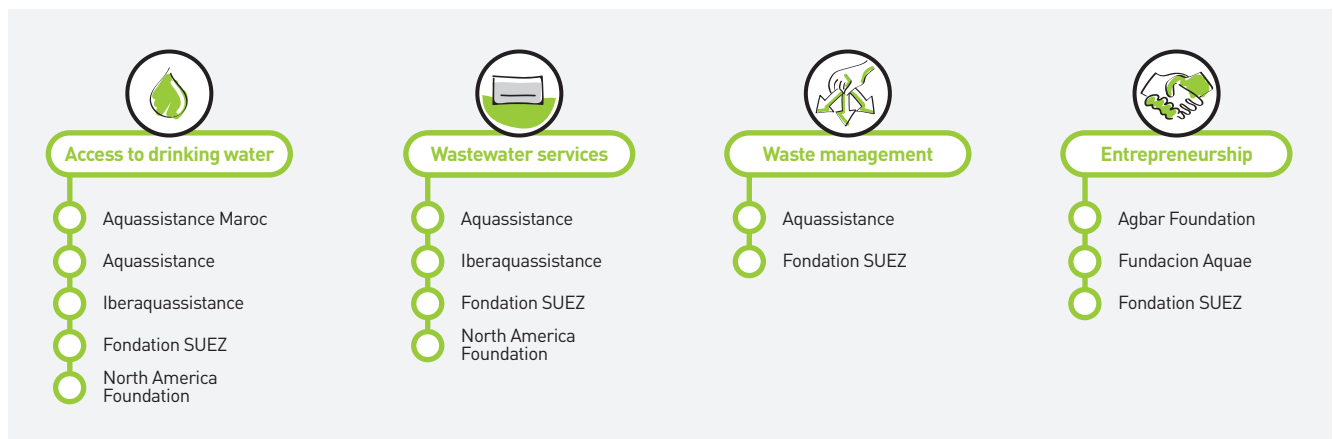 Access to drinking water
Aquassistance Maroc
Aquassistance
Iberaquassistance
Fondation SUEZ
North America
Foundation
Wastewater services
Aquassistance
Iberaquassistance
Fondation SUEZ
North America
Foundation
Waste management
Aquassistance
Fondation SUEZ
Entrepreneurship
Agbar Foundation
Fundacion Aquae
Fondation SUEZ